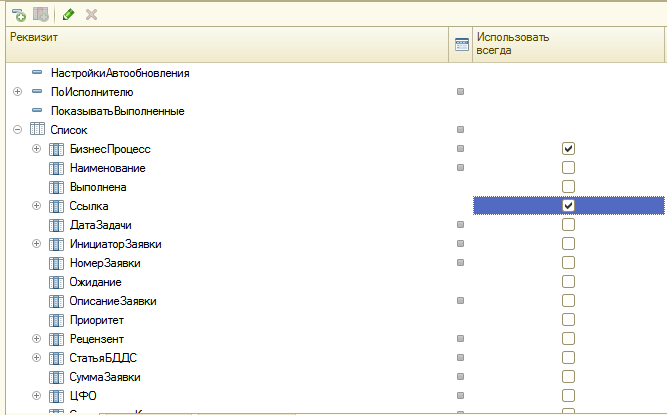 Реквизит
Использовать
всегда
НастройкиАвтообновления
ПоИсполнителю
ПоказыватьВыполненные
Список
БизнесПроцесс
Наименование
Выполнена
Ссылка
ДатаЗадачи
ИнициаторЗаявки
НомерЗаявки
Ожидание
ОписаниеЗаявки
Приоритет
Рецензент
СтатьяБДДС
СуммаЗаявки
ЦФО